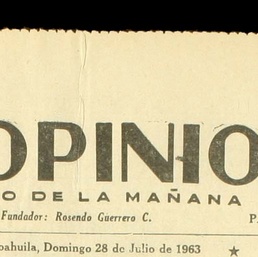 OPINIO
O DE LA MAÑANA
Fundador: Rosendo Guerrero C. P
oahuila, Domingo 28 de Julio de 1963 ★